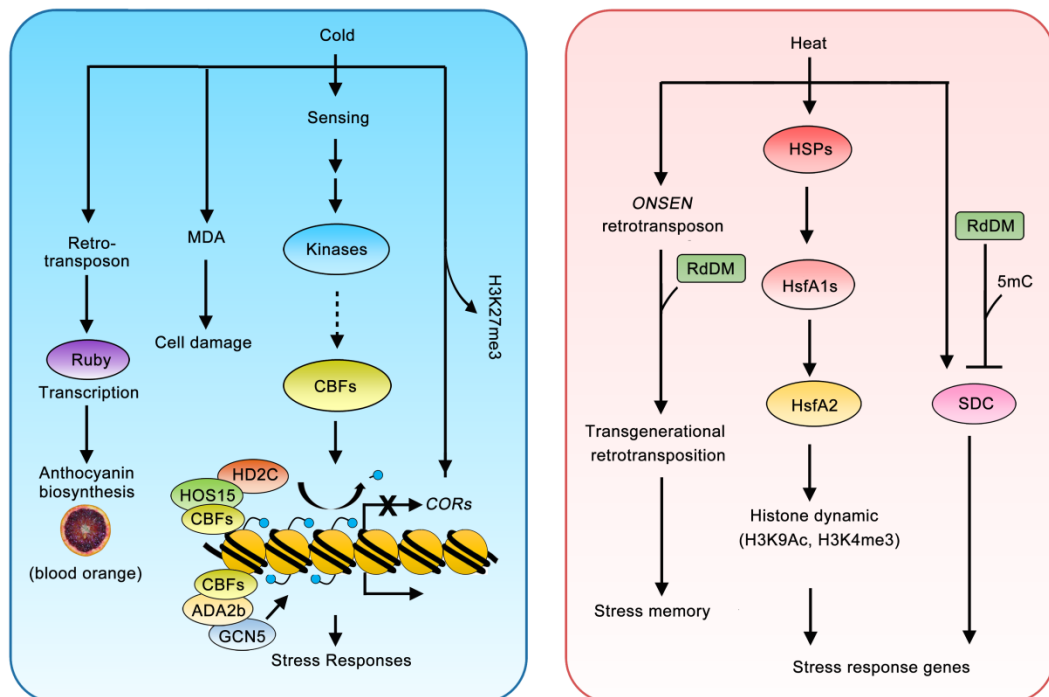 Cold
Sensing
Retro-
transposon
MDA
Kinases
H3K27me3
Ruby
Cell damage
Transcription
CBFs
Anthocyanin
biosynthesis
(blood orange)
HD2C
HOS15
CBFs
X
CORs
CBFs
ADA2b
GCN5
Stress Responses
Heat
HSPs
ONSEN
retrotransposon
RdDM
RdDM
HsfA1s
5mC
HsfA2
SDC
Transgenerational
retrotransposition
Histone dynamic
(H3K9Ac, H3K4me3)
Stress memory
Stress response genes